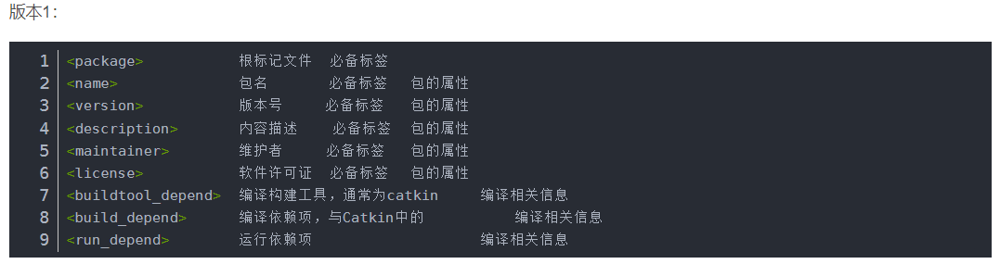 版本1：
1 <package> 根标记文件 必备标签
2 <name> 包名 必备标签 包的属性
3 <version> 版本号 必备标签 包的属性
4 <description> 内容描述 必备标签 包的属性
5 <maintainer> 维护者 必备标签 包的属性
6 <license> 软件许可证 必备标签 包的属性
7 <buildtool_depend> 编译构建工具，通常为catkin 编译相关信息
8 <build_depend> 编译依赖项，与Catkin中的 编译相关信息
9 <run_depend> 运行依赖项 编译相关信息